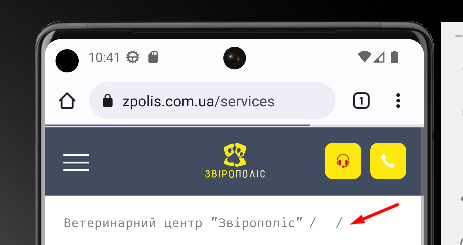 10:41
zpolis.com.ua/services
1
ЗВІРОПОЛІС
Ветеринарний центр "Звірополіс" / /